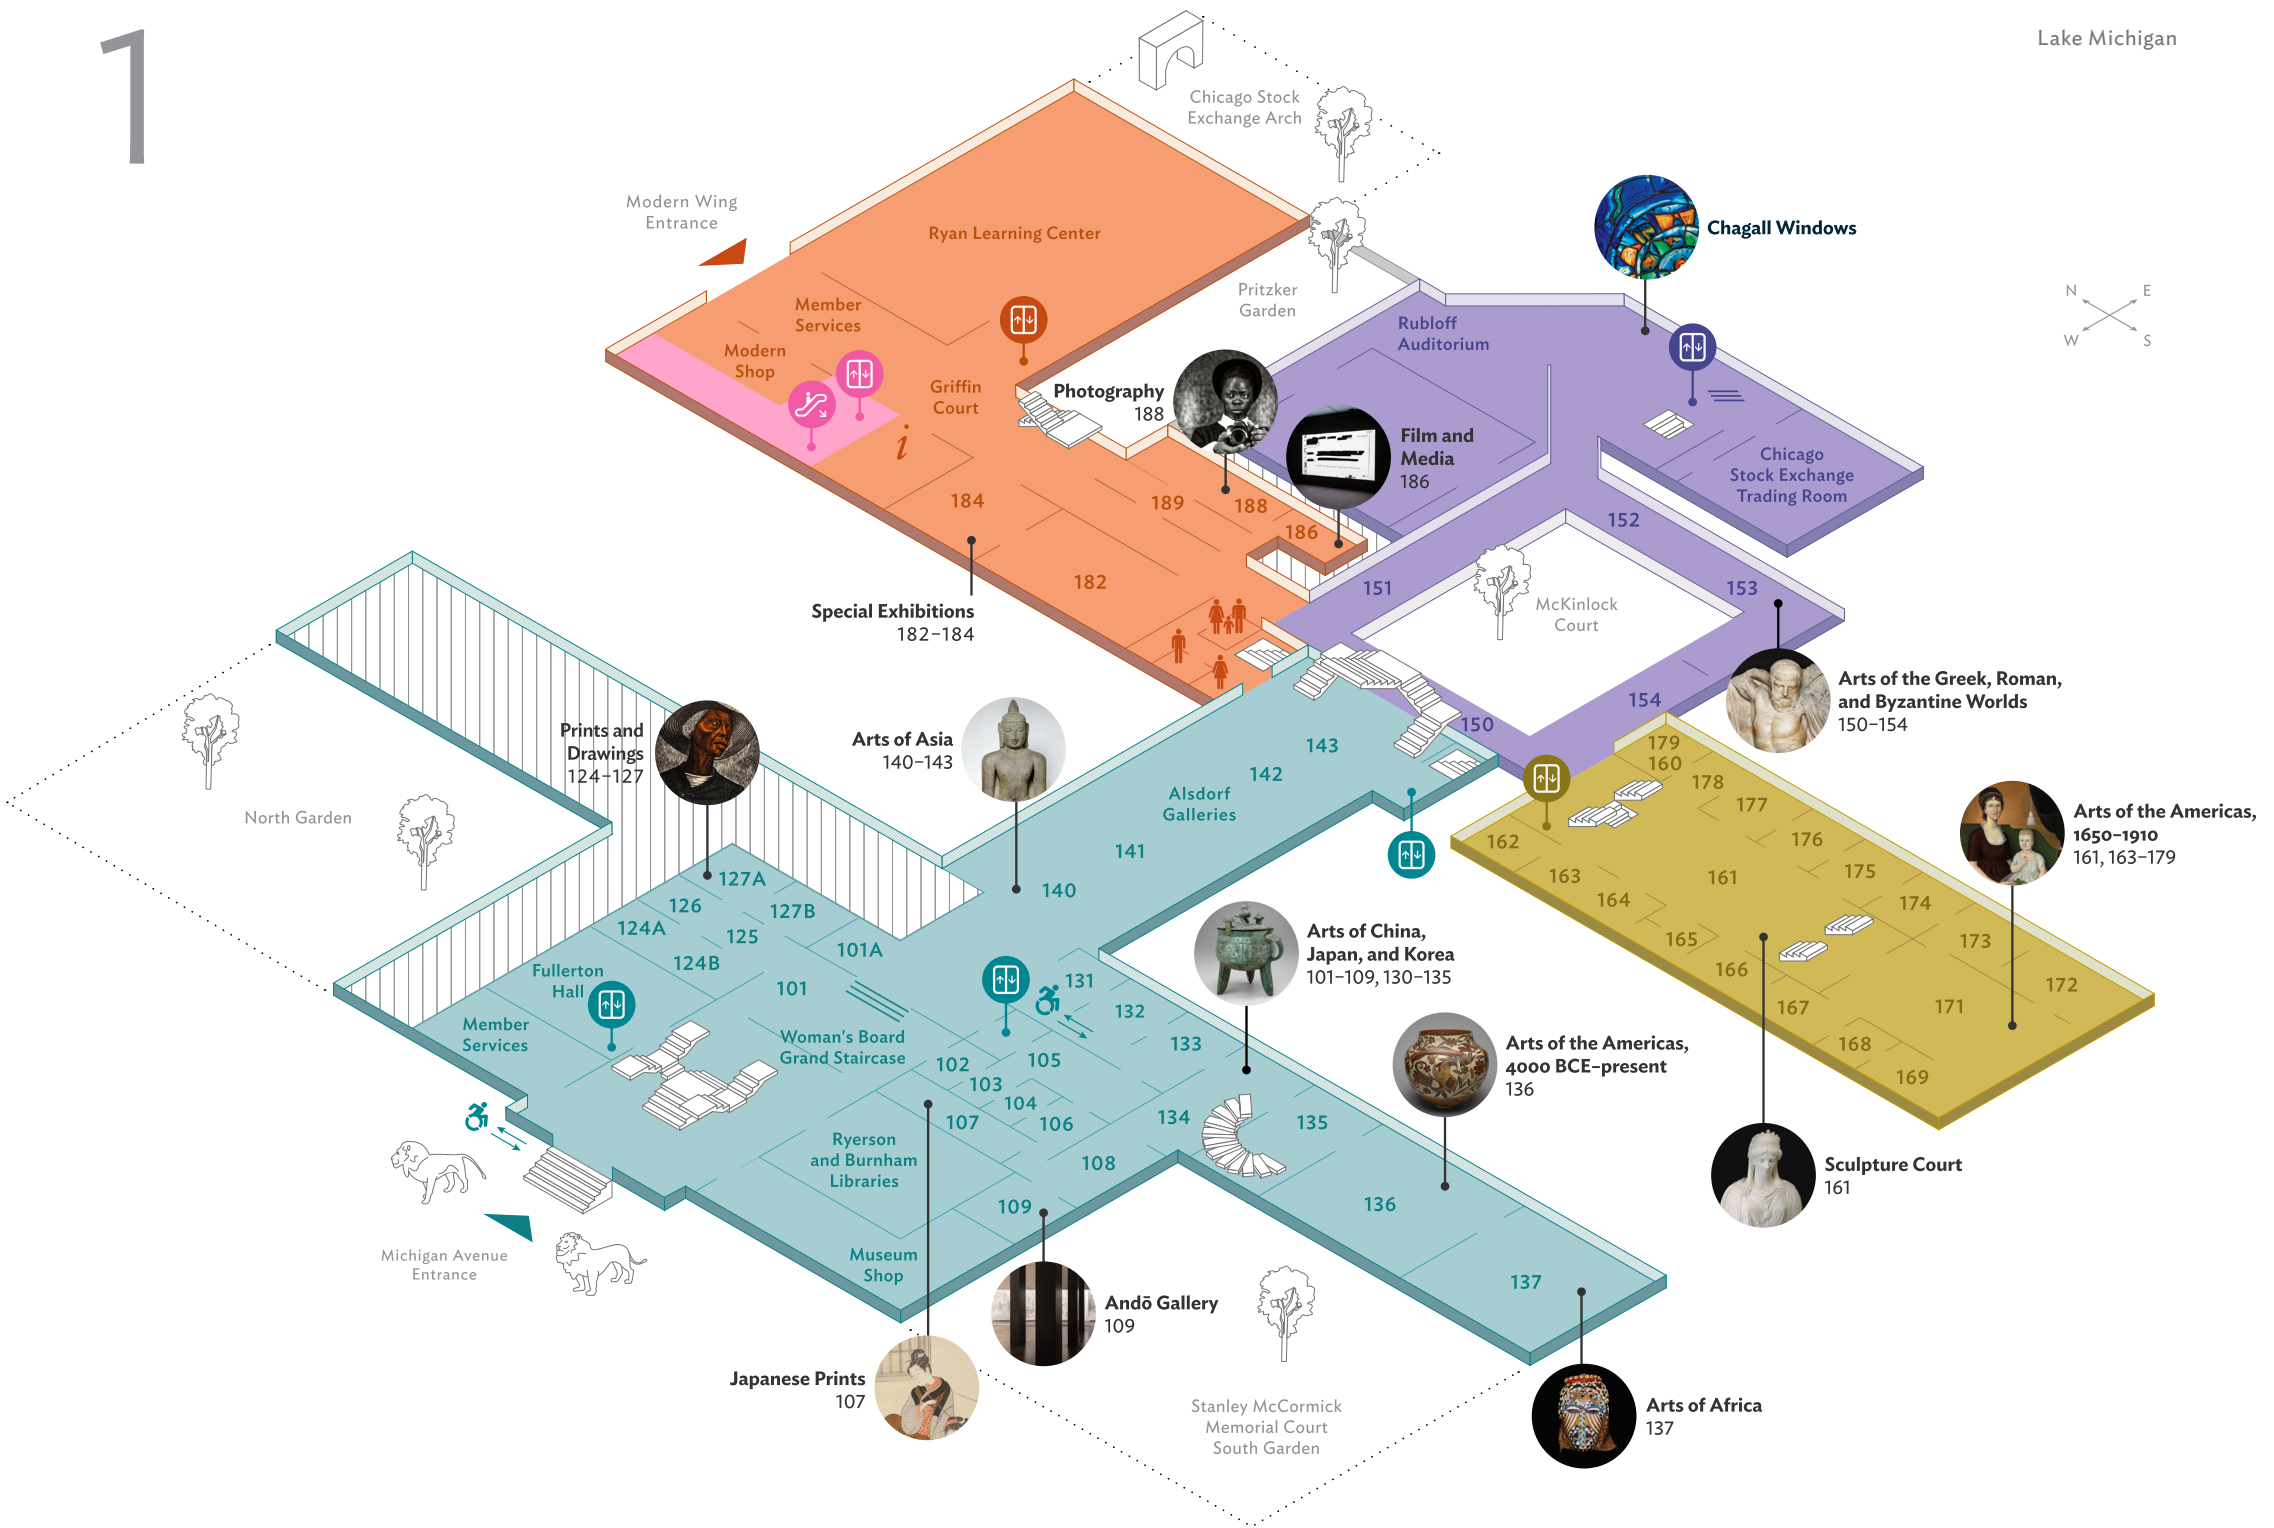 1
Lake Michigan
Chicago Stock
Exchange Arch
Modern Wing
Entrance
Ryan Learning Center
Chagall Windows
N
E
W
S
Pritzker
Garden
Member
Services
Modern
Shop
Griffin
Court
i
Rubloff
Auditorium
Photography
188
Film and
Media
186
Chicago
Stock Exchange
Trading Room
184
189
188
186
182
152
151
153
McKinlock
Court
Special Exhibitions
182–184
Arts of the Greek, Roman,
and Byzantine Worlds
150–154
154
150
Prints and
Drawings
124–127
Arts of Asia
140–143
143
142
Alsdorf
Galleries
141
140
179
160
178
177
176
175
174
173
172
171
162
163
164
161
165
166
167
168
169
Arts of the Americas,
1650–1910
161, 163–179
North Garden
127A
126
127B
124A
125
101A
124B
Fullerton
Hall
101
Member
Services
Woman's Board
Grand Staircase
131
132
133
102
105
103
104
107
106
134
135
108
109
136
137
Arts of China,
Japan, and Korea
101–109, 130–135
Arts of the Americas,
4000 BCE–present
136
Sculpture Court
161
Ryerson
and Burnham
Libraries
Museum
Shop
Michigan Avenue
Entrance
Andō Gallery
109
Japanese Prints
107
Stanley McCormick
Memorial Court
South Garden
Arts of Africa
137